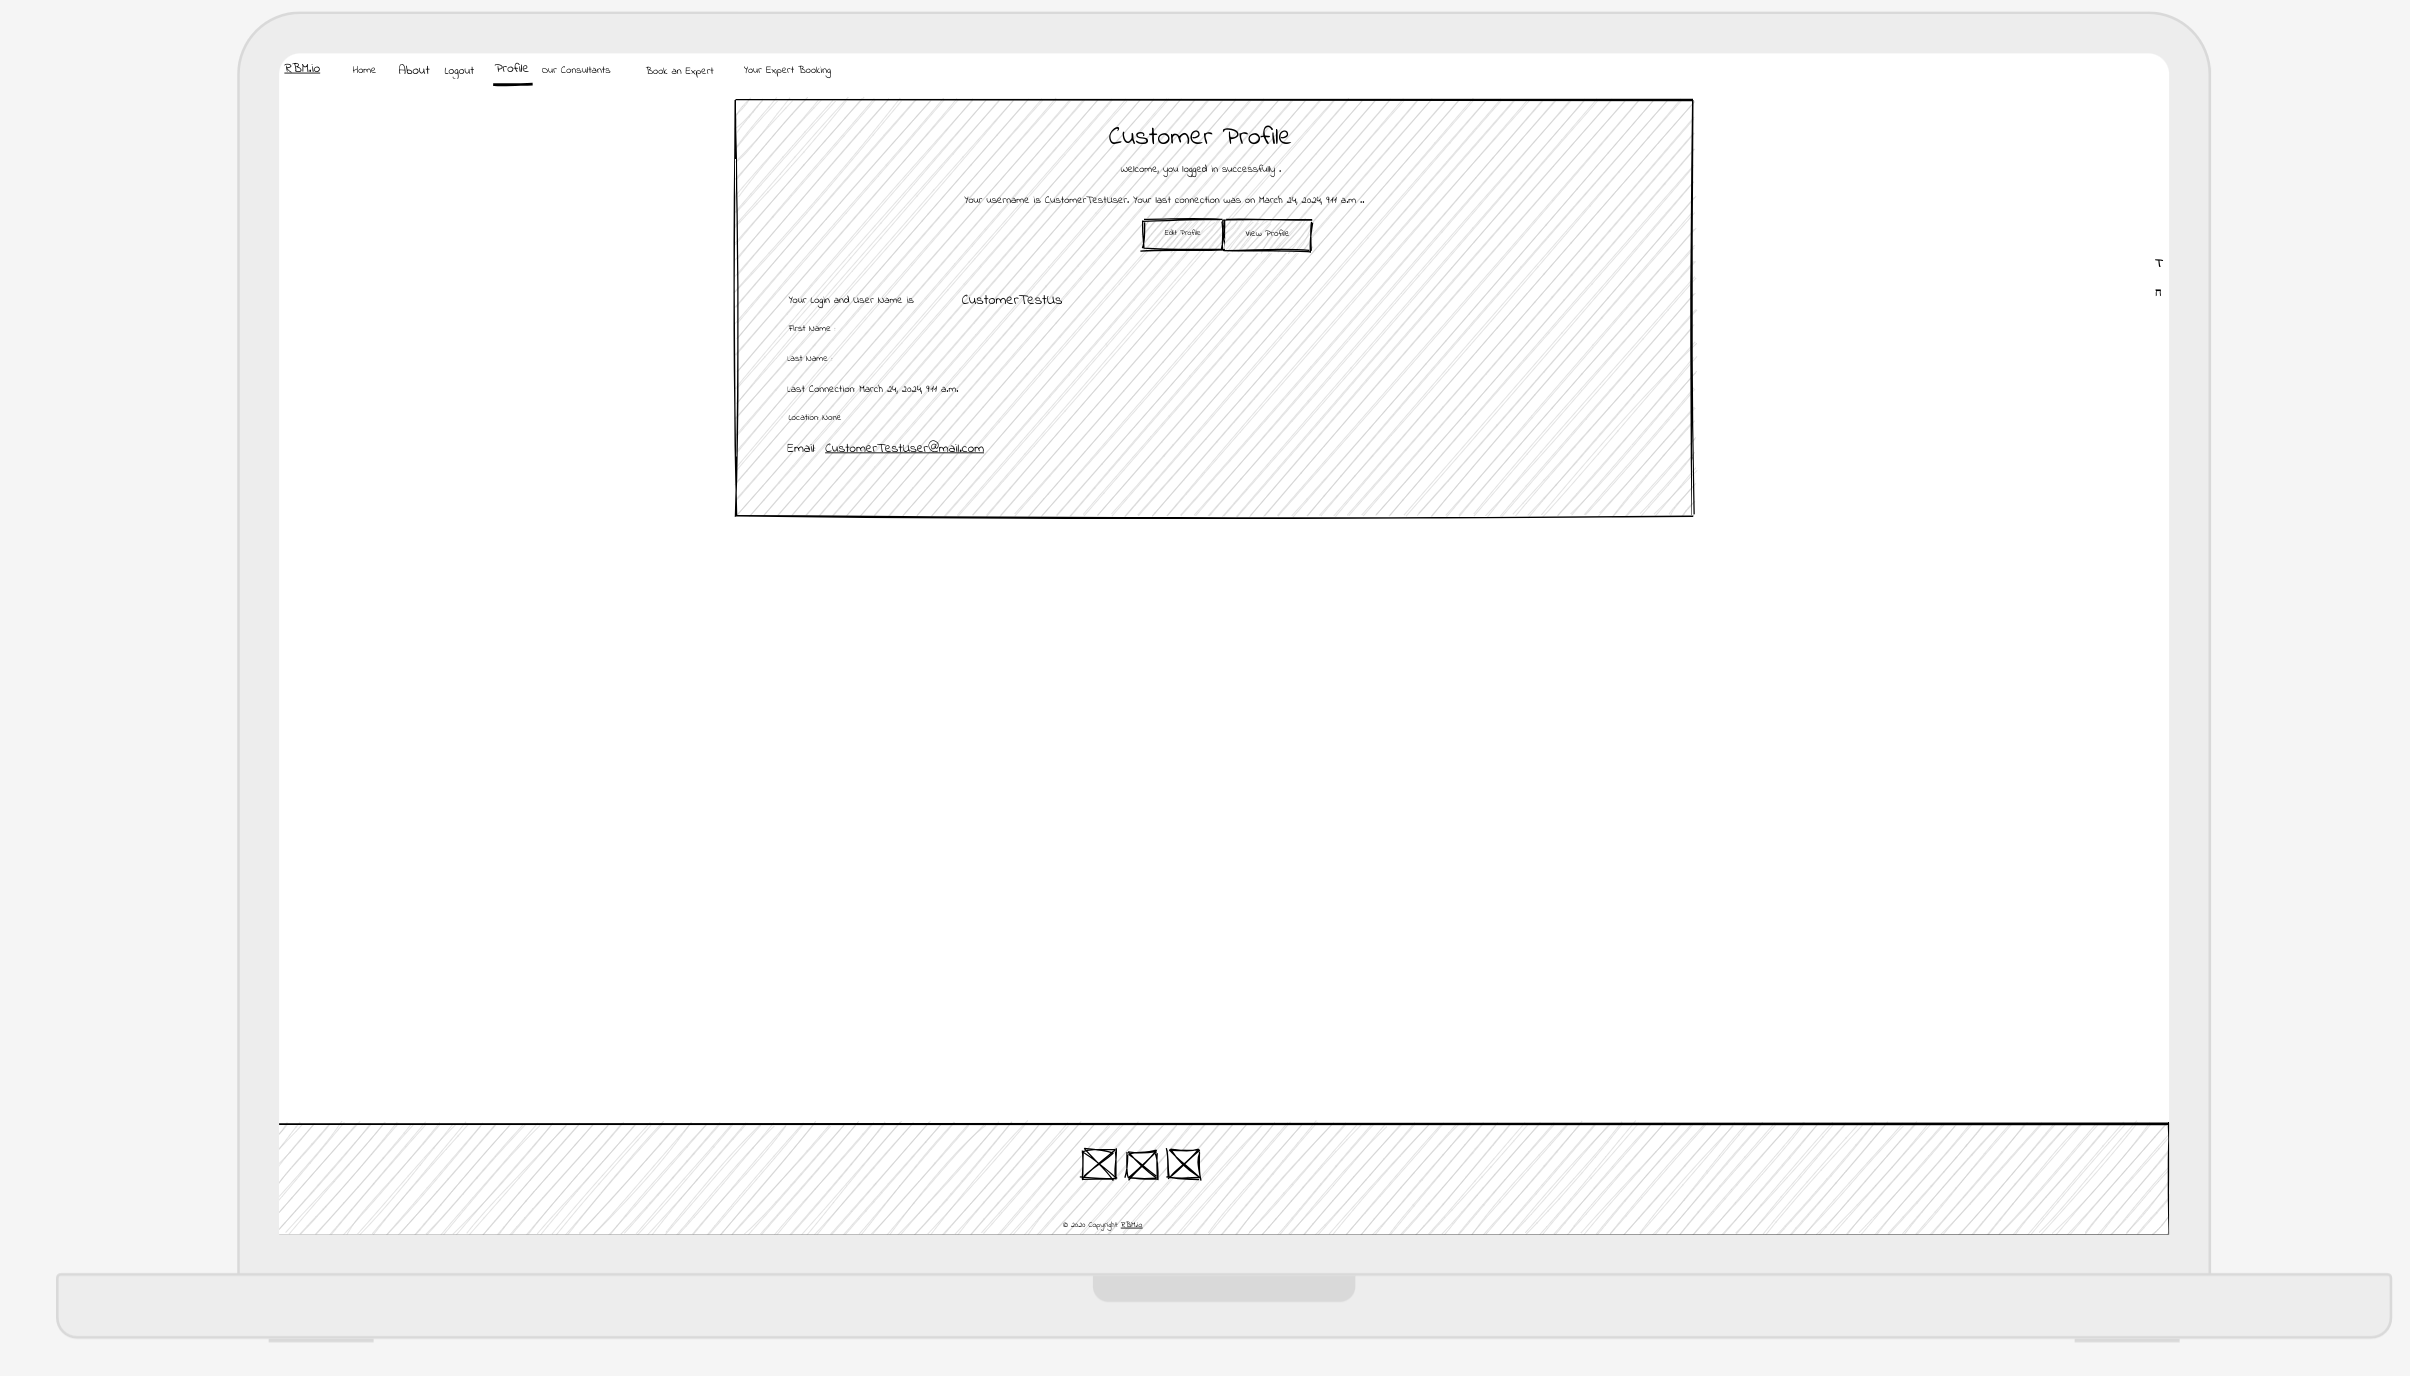 RBM.io Home About Logout Profile Our Consultants Book an Expert Your Expert Booking
Customer Profile
welcome, you logged in successfully .
Your username is CustomerTestUser. Your last connection was on March 24, 2024, 9:11 a.m ..
Edit Profile View Profile
T
Your Login and User Name is CustomerTestUs
First Name
Last Name
Last Connection March 24, 2024, 9:11 a.m.
Location None
Email CustomerTestUser@mail.com
© 2020 Copyright RBM.io